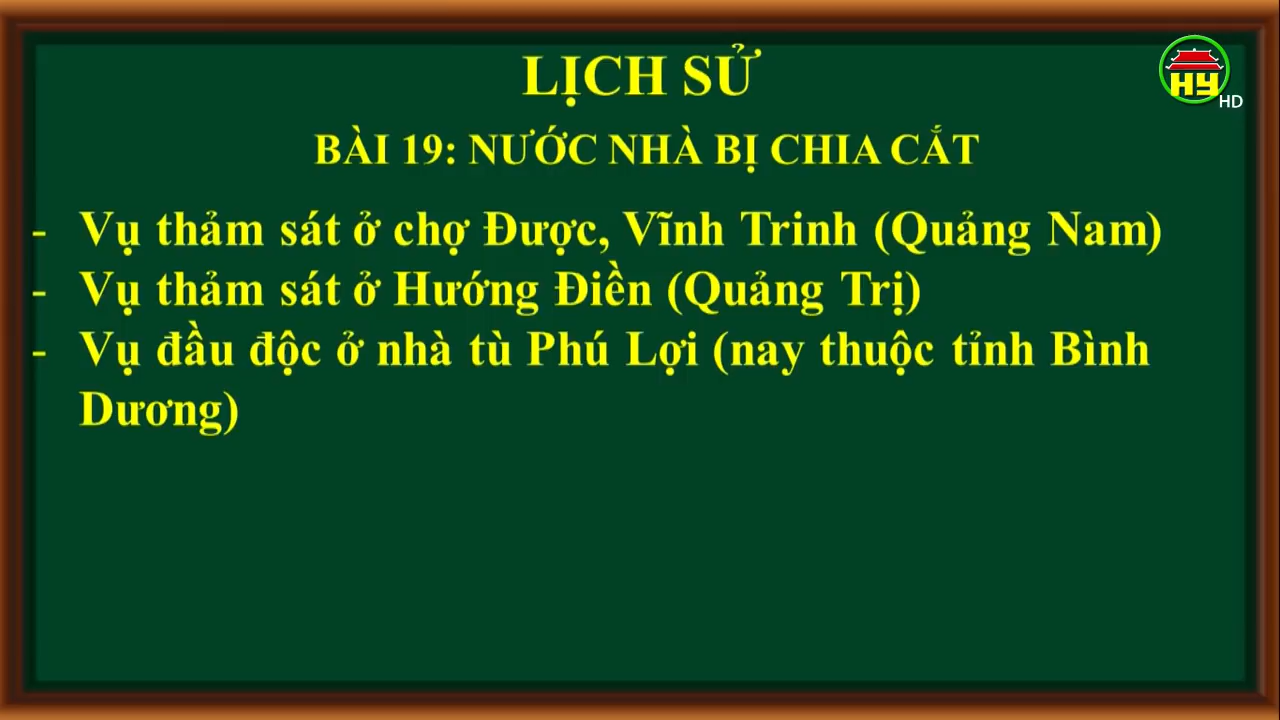 LỊCH SỬ
HY
HD
BÀI 19: NƯỚC NHÀ BỊ CHIA CẮT
- Vụ thảm sát ở chợ Được, Vĩnh Trinh (Quảng Nam)
- Vụ thảm sát ở Hướng Điền (Quảng Trị)
- Vụ đầu độc ở nhà tù Phú Lợi (nay thuộc tỉnh Bình
Dương)